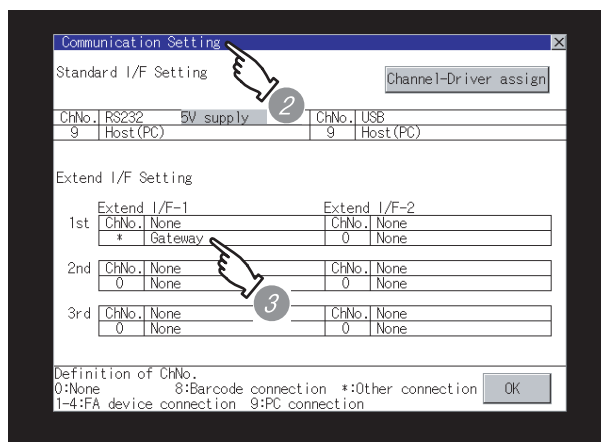 Communication Setting
Standard I/F Setting
Channel-Driver assign
2
ChNo. RS232 5V supply ChNo. USB
9 Host(PC) 9 Host(PC)
Extend I/F Setting
Extend I/F-1 Extend I/F-2
1st ChNo. None ChNo. None
* Gateway 0 None
2nd ChNo. None ChNo. None
0 None 0 None
3
3rd ChNo. None ChNo. None
0 None 0 None
Definition of ChNo.
0:None 8:Barcode connection *:Other connection
1-4:FA device connection 9:PC connection
OK